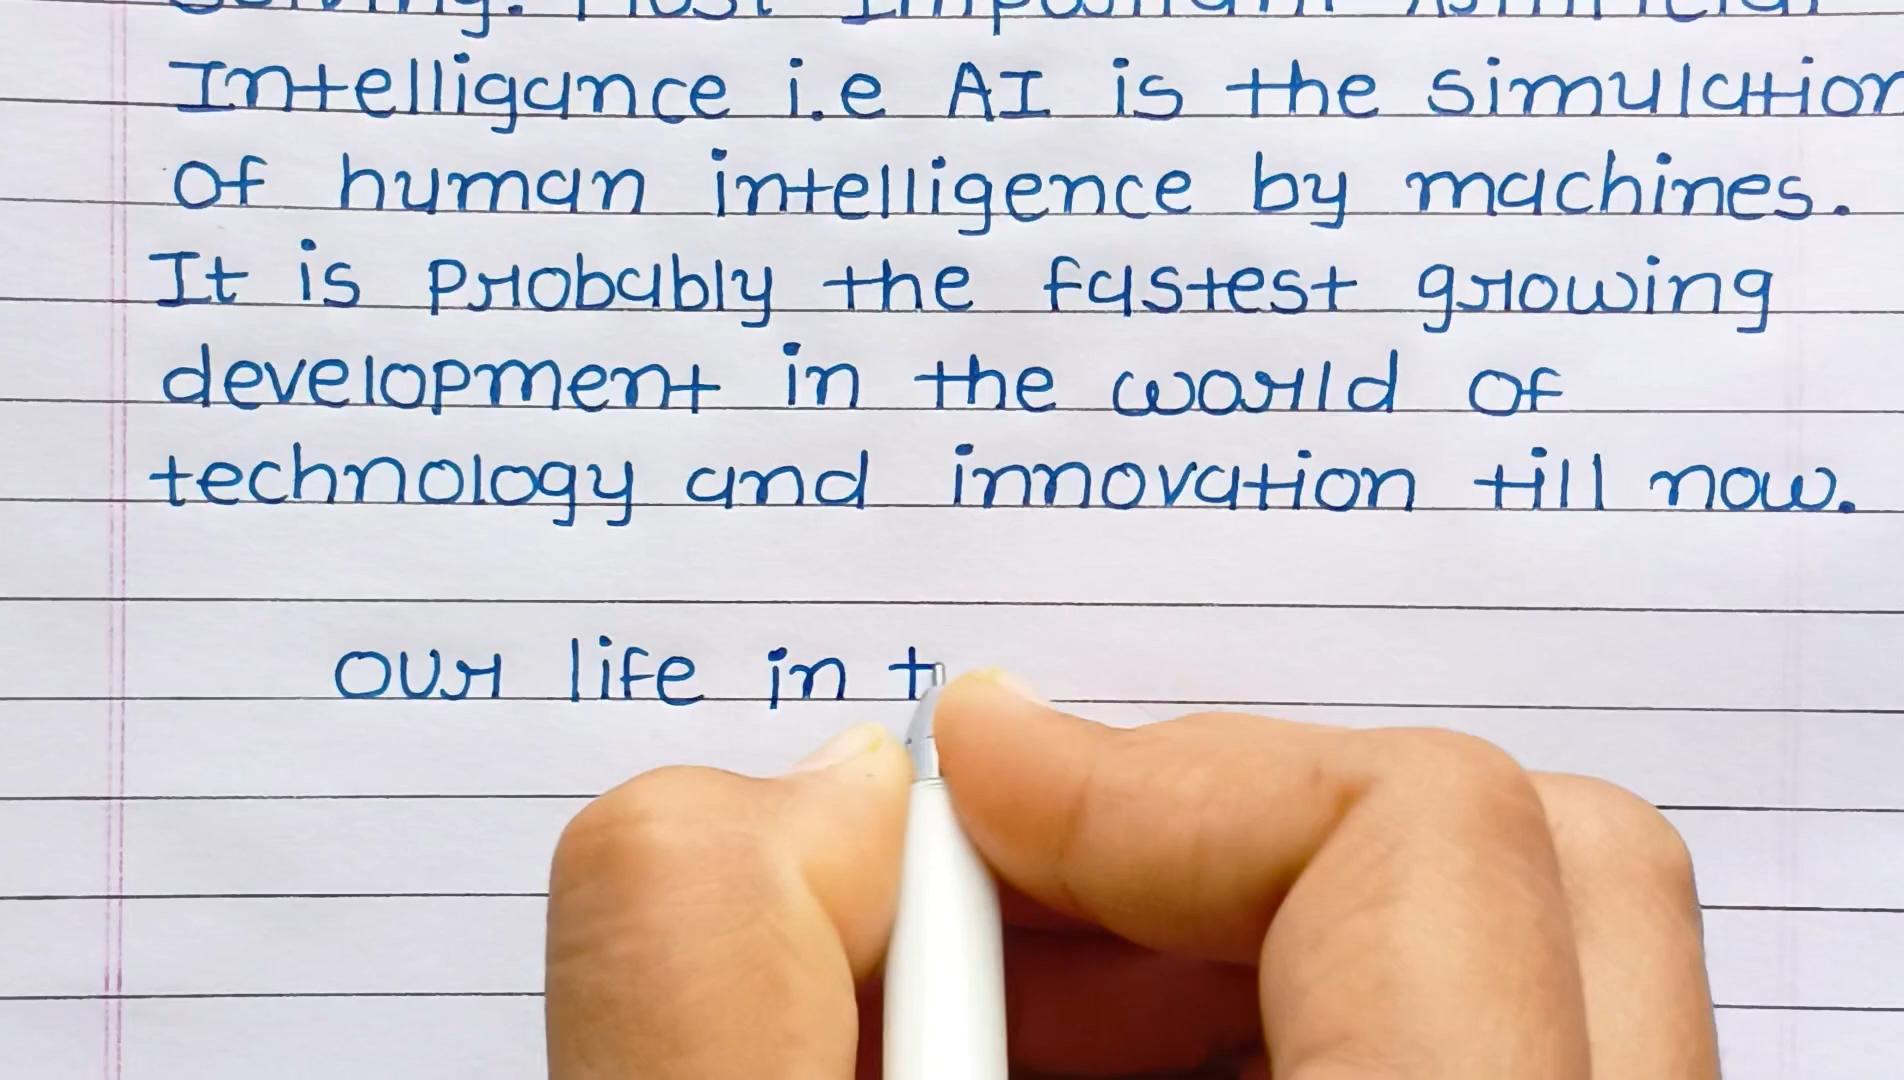 Intelligance i.e AI is the simulation
of human intelligence by machines.
It is probably the fastest growing
development in the world of
technology and innovation till now.
our life in t